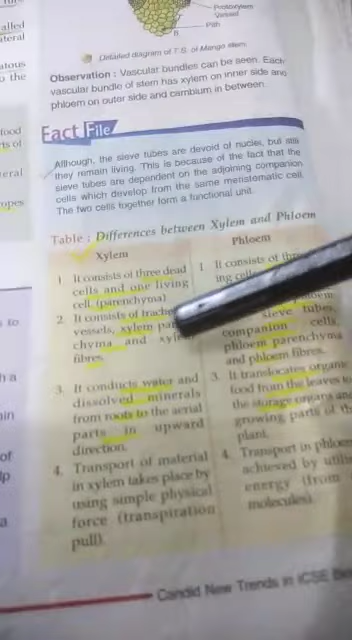 Protoxylem
Vessel
Pith
B
Detailed diagram of T.S. of Mango stem.
Observation : Vascular bundles can be seen. Each
vascular bundle of stem has xylem on inner side and
phloem on outer side and cambium in between.
Fact File
Although, the sieve tubes are devoid of nuclei, but still
they remain living. This is because of the fact that the
sieve tubes are dependent on the adjoining companion
cells which develop from the same meristematic cell.
The two cells together form a functional unit.
Table : Differences between Xylem and Phloem
Xylem
1. It consists of three dead
cells and one living
cell (parenchyma)
2. It consists of
vessels, xylem
chyma and
fibres.
3. It conducts water and
dissolved minerals
from roots to the aerial
parts in upward
direction.
4. Transport of material
in xylem takes place by
using simple physical
force (transpiration
pull).
Phloem
1. It consists of
sieve tubes,
companion cells,
phloem parenchyma
and phloem fibres.
3. It translocates organic
food from the leaves to
the storage organs and
growing parts of the
plant.
4. Transport in phloem
achieved by
energy (from
molecules).
Candid New Trends in ICSE